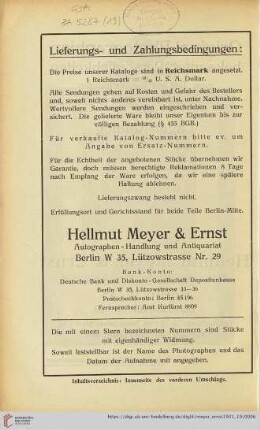 Lieferungs- und Zahlungsbedingungen:
Die Preise unserer Kataloge sind in Reichsmark angesetzt.
1 Reichsmark = U. S. A. Dollar.
Alle Sendungen gehen auf Kosten und Gefahr des Bestellers
und, soweit nichts anderes vereinbart ist, unter Nachnahme.
Wertvollere Sendungen werden eingeschrieben und ver-
sichert. Die gelieferte Ware bleibt unser Eigentum bis zur
völligen Bezahlung (§ 455 BGB.)
Für verkaufte Katalog-Nummern bitte ev. um
Angabe von Ersatz-Nummern.
Für die Echtheit der angebotenen Stücke übernehmen wir
Garantie, doch müssen berechtigte Reklamationen 8 Tage
nach Empfang der Ware erfolgen, da wir eine spätere
Haftung ablehnen.
Lieferungszwang besteht nicht.
Erfüllungsort und Gerichtsstand für beide Teile Berlin-Mitte.
Hellmut Meyer & Ernst
Autographen-Handlung und Antiquariat
Berlin W 35, Lützowstrasse Nr. 29
Bank-Konto:
Deutsche Bank und Diskonto-Gesellschaft Depositenkasse
Berlin W 35, Lützowstrasse 33-36
Postscheckkonto: Berlin
Fernsprecher: Amt Kurfürst
Die mit einem Stern bezeichneten Nummern sind Stücke
mit eigenhändiger Widmung.
Soweit feststellbar ist der Name des Photographen und das
Datum der Aufnahme mit angegeben.
Inhaltsverzeichnis: Innenseite des vorderen Umschlags.